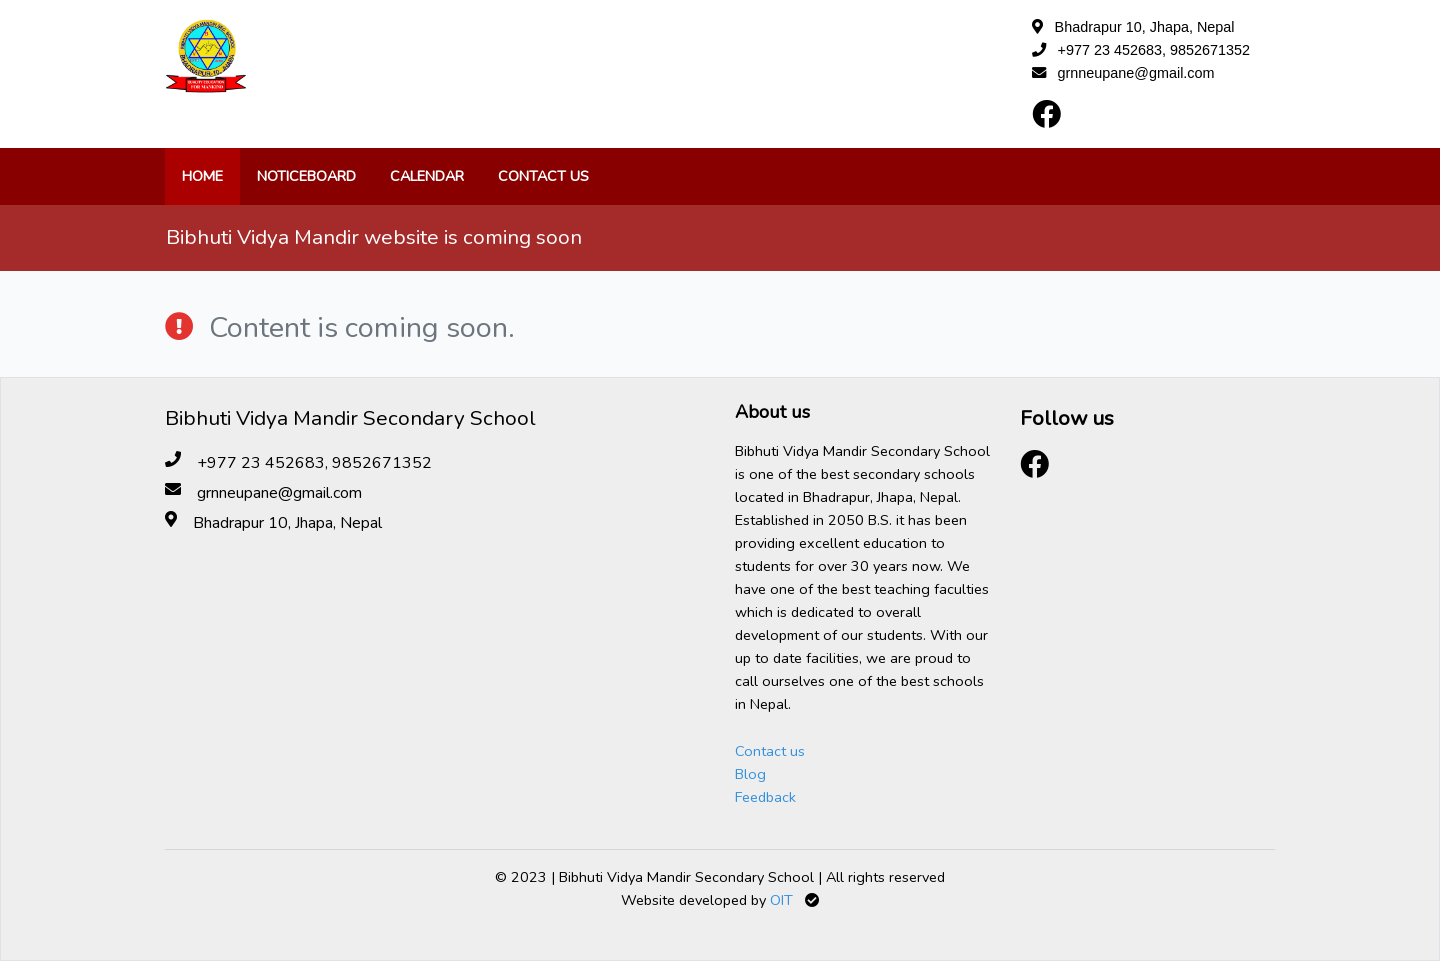 QUALITY EDUCATION
FOR MANKIND
Bhadrapur 10, Jhapa, Nepal
+977 23 452683, 9852671352
grnneupane@gmail.com
HOME NOTICEBOARD CALENDAR CONTACT US
Bibhuti Vidya Mandir website is coming soon
Content is coming soon.
Bibhuti Vidya Mandir Secondary School
+977 23 452683, 9852671352
grnneupane@gmail.com
Bhadrapur 10, Jhapa, Nepal
About us
Bibhuti Vidya Mandir Secondary School
is one of the best secondary schools
located in Bhadrapur, Jhapa, Nepal.
Established in 2050 B.S. it has been
providing excellent education to
students for over 30 years now. We
have one of the best teaching faculties
which is dedicated to overall
development of our students. With our
up to date facilities, we are proud to
call ourselves one of the best schools
in Nepal.
Contact us
Blog
Feedback
Follow us
© 2023 | Bibhuti Vidya Mandir Secondary School | All rights reserved
Website developed by OIT